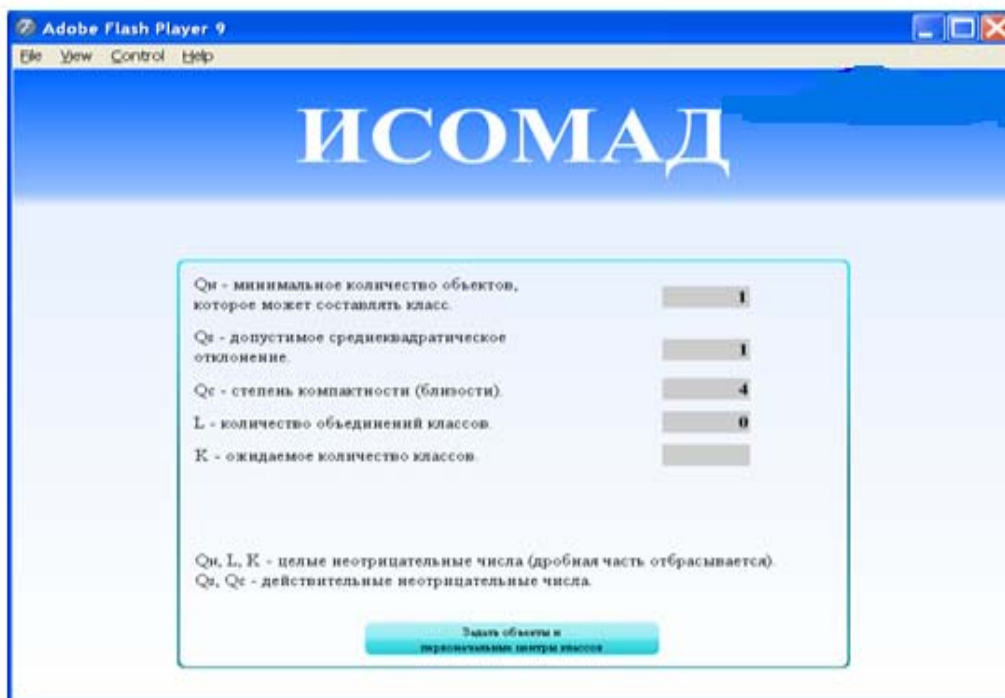 Adobe Flash Player 9
File View Control Help
ИСОМАД
Qн - минимальное количество объектов,
которое может составлять класс.
1
Qs - допустимое среднеквадратическое
отклонение.
1
Qc - степень компактности (близости).
4
L - количество объединений классов.
0
K - ожидаемое количество классов.
Qн, L, K - целые неотрицательные числа (дробная часть отбрасывается).
Qs, Qc - действительные неотрицательные числа.
Задать объекты и
первоначальные центры классов